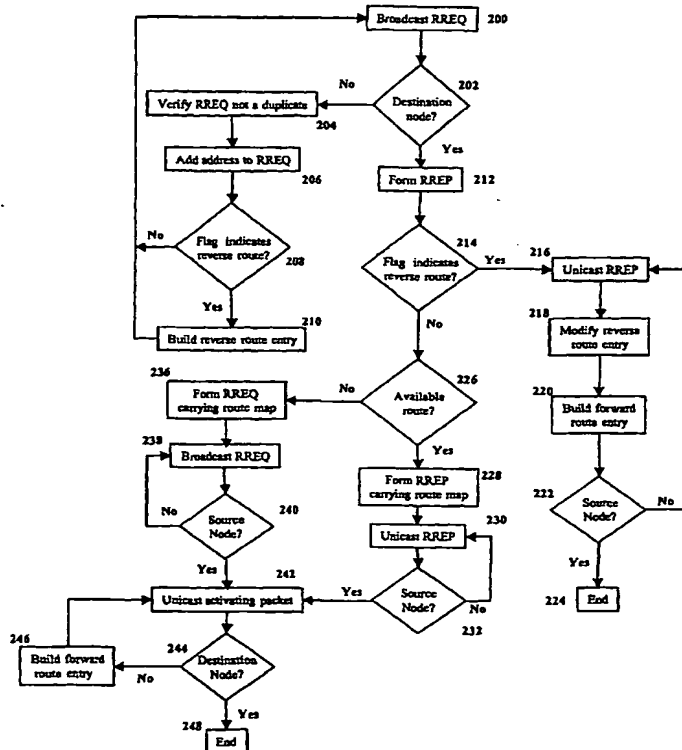 Broadcast RREQ
200
202
No
Destination
node?
Verify RREQ not a duplicate
204
Yes
Add address to RREQ
206
Form RREP
212
No
Flag indicates
reverse route?
208
214
Flag indicates
reverse route?
Yes
216
Unicast RREP
Yes
210
Build reverse route entry
No
218
Modify reverse
route entry
236
Form RREQ
carrying route map
No
226
Available
route?
220
Build forward
route entry
238
Broadcast RREQ
Yes
228
Form RREP
carrying route map
No
240
Source
Node?
230
Unicast RREP
222
Source
Node?
No
Yes
242
Unicast activating packet
Yes
Source
Node?
No
232
Yes
224
End
246
Build forward
route entry
244
Destination
Node?
No
Yes
248
End